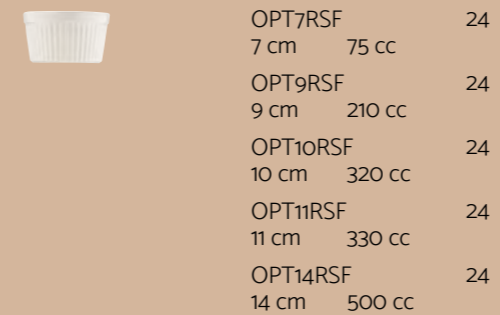 OPT7RSF 24
7 cm 75 cc
OPT9RSF 24
9 cm 210 cc
OPT10RSF 24
10 cm 320 cc
OPT11RSF 24
11 cm 330 cc
OPT14RSF 24
14 cm 500 cc